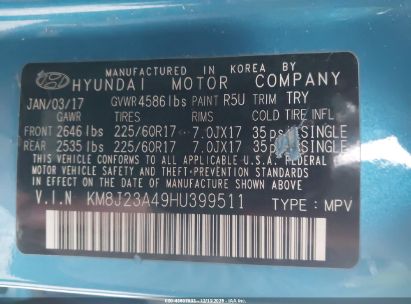 MANUFACTURED IN KOREA BY
HYUNDAI MOTOR COMPANY
JAN/03/17 GVWR 4586lbs PAINT R5U TRIM TRY
GAWR TIRES RIMS COLD TIRE INFL
FRONT 2646 lbs 225/60R17 7.0JX17 35psi SINGLE
REAR 2535 lbs 225/60R17 7.0JX17 35 SINGLE
THIS VEHICLE CONFORMS TO ALL APPLICABLE U.S. FEDERAL
MOTOR VEHICLE SAFETY, BUMPER, AND THEFT PREVENTION
STANDARDS IN EFFECT ON THE DATE OF MANUFACTURE SHOWN ABOVE.
V.I.N KM8J23A49HU399511 TYPE : MPV